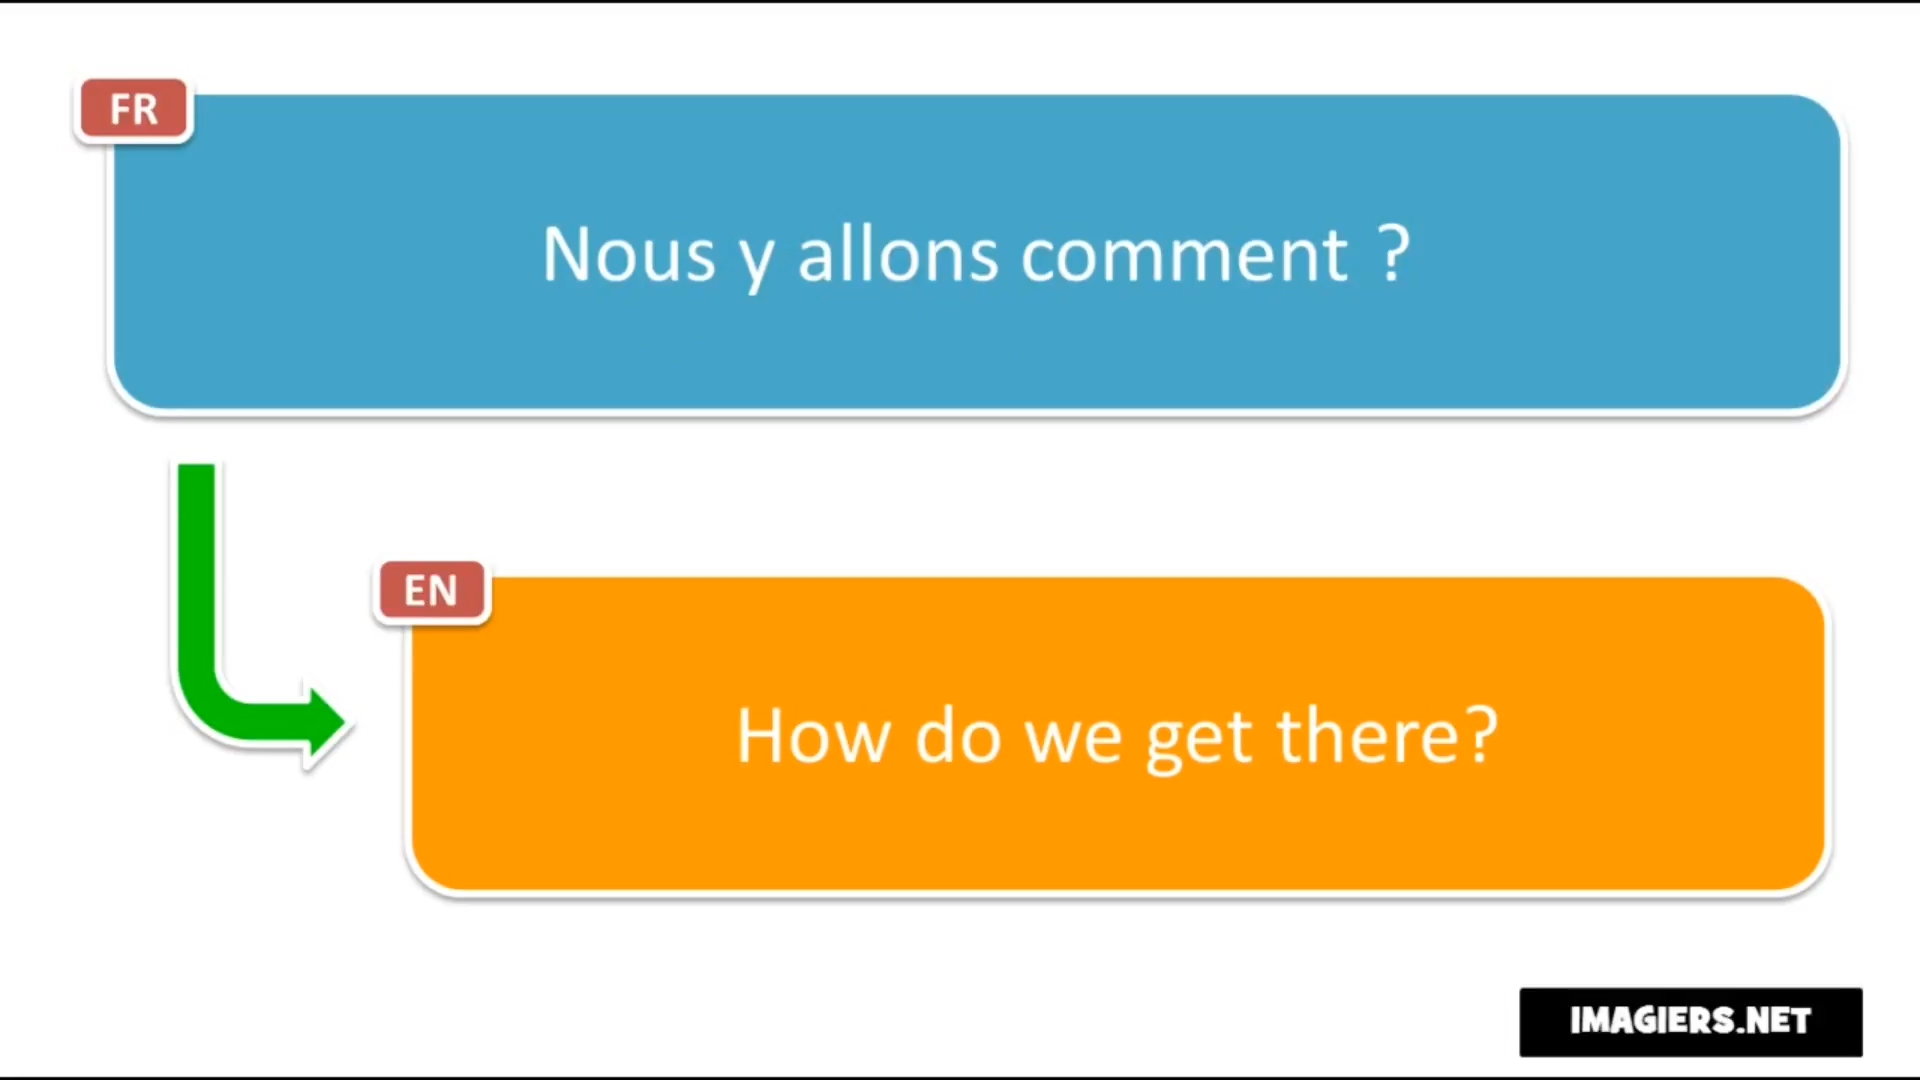 FR
Nous y allons comment ?
EN
How do we get there?
IMAGIERS.NET